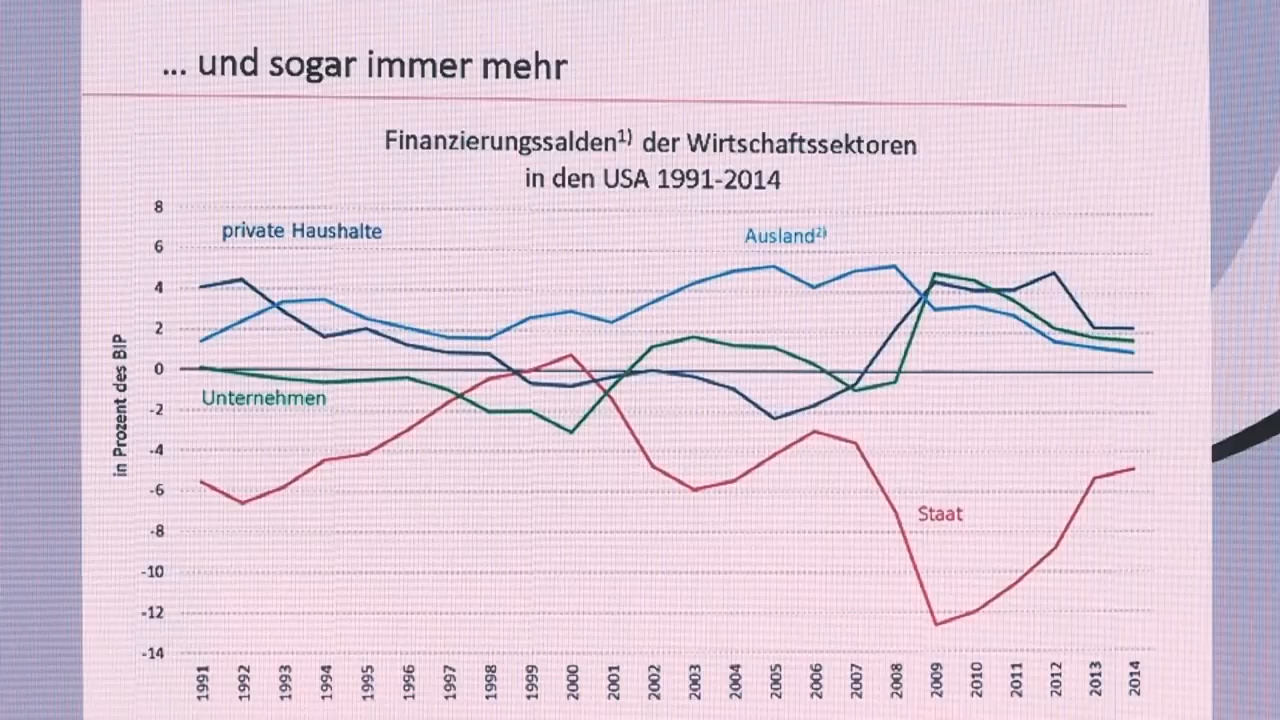 ... und sogar immer mehr
Finanzierungssalden¹⁾ der Wirtschaftssektoren
in den USA 1991-2014
8
private Haushalte
Ausland²⁾
6
4
2
0
Unternehmen
-2
-4
-6
Staat
-8
-10
-12
-14
in Prozent des BIP
1991 1992 1993 1994 1995 1996 1997 1998 1999 2000 2001 2002 2003 2004 2005 2006 2007 2008 2009 2010 2011 2012 2013 2014